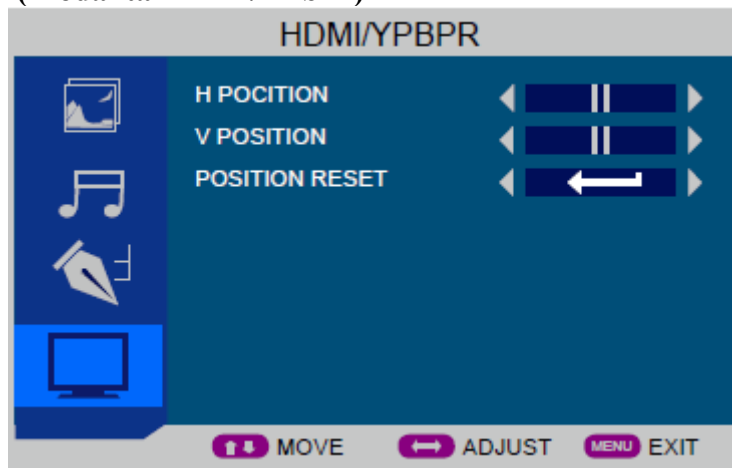 HDMI/YPBPR
H POCITION
V POSITION
POSITION RESET
MOVE ADJUST MENU EXIT